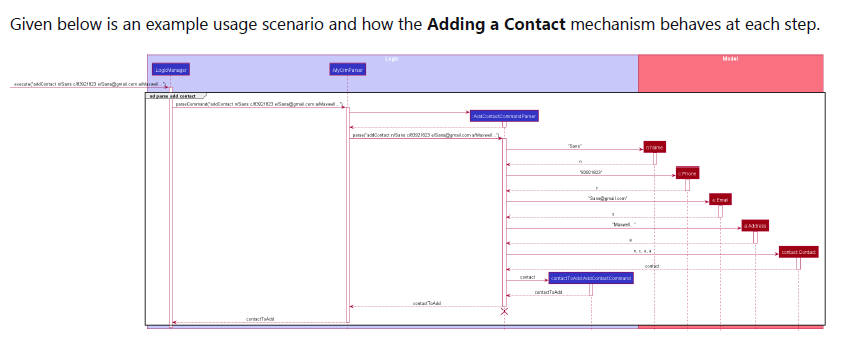 Given below is an example usage scenario and how the Adding a Contact mechanism behaves at each step.
Logic
Model
:LogicManager
:MyCrmParser
execute("addContact n/Sans c/83921823 e/Sans@gmail.com a/Maxwell...")
sd parse add contact
parseCommand("addContact n/Sans c/83921823 e/Sans@gmail.com a/Maxwell...")
:AddContactCommandParser
parse("addContact n/Sans c/83921823 e/Sans@gmail.com a/Maxwell...")
"Sans"
n:Name
n
"83921823"
c:Phone
"Sans@gmail.com"
e:Email
"Maxwell..."
a:Address
a
n, c, e, a
contact:Contact
contact
contact
contactToAdd:AddContactCommand
contactToAdd
contactToAdd
contactToAdd